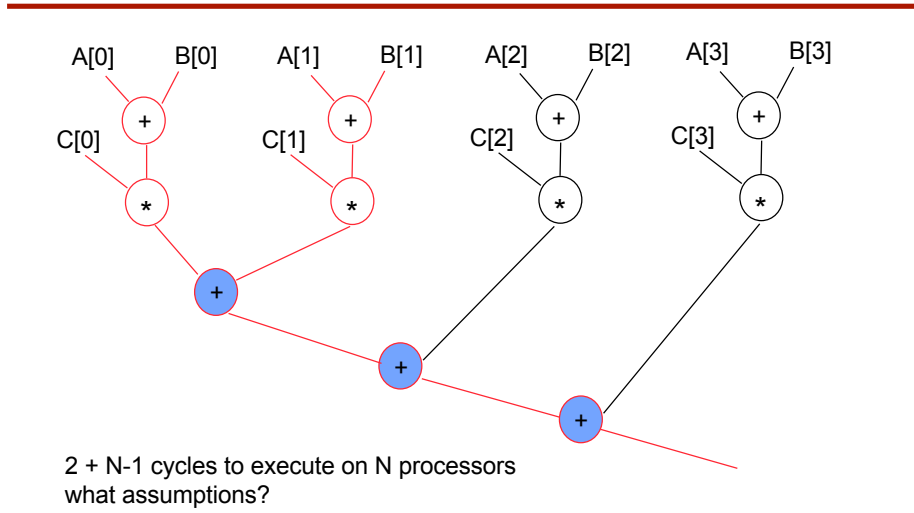 A[0] B[0] A[1] B[1] A[2] B[2] A[3] B[3]
+ + + +
C[0] C[1] C[2] C[3]
* * * *
+
+
+
2 + N-1 cycles to execute on N processors
what assumptions?